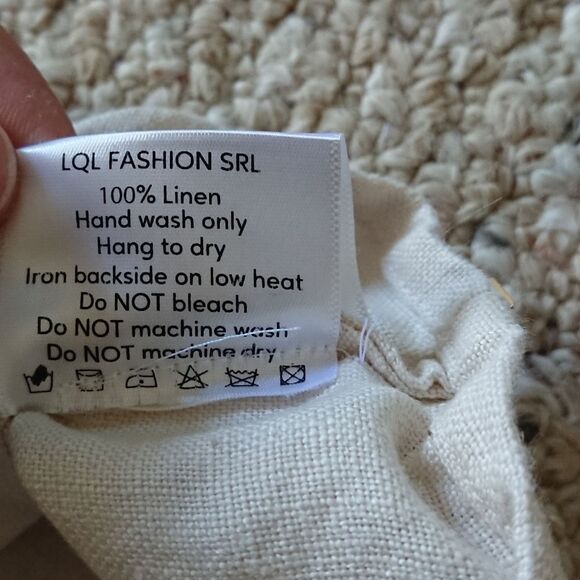 LQL FASHION SRL
100% Linen
Hand wash only
Hang to dry
Iron backside on low heat
Do NOT bleach
Do NOT machine wash
Do NOT machine dry